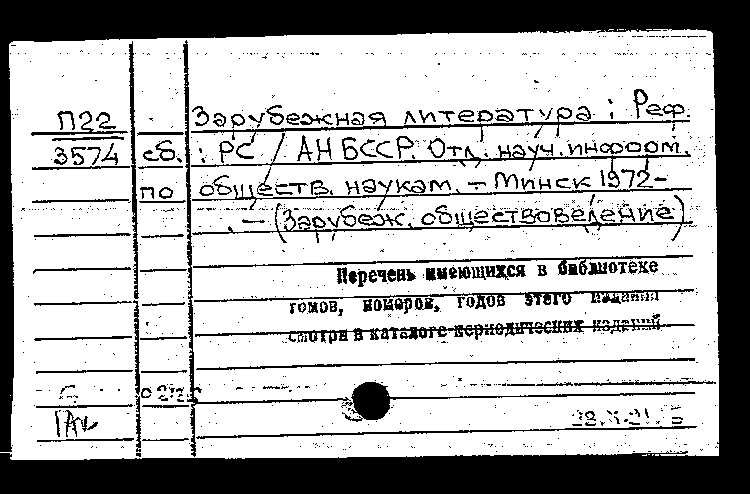 П22 Зарубежная литература : Реф.
3574 сб. : РС / АН БССР. Отд. науч. информ.
по обществ. наукам. - Минск 1972-
. - (Зарубеж. обществоведение)
Перечень имеющихся в библиотеке
томов, номеров, годов этого издания
смотри в каталоге периодических изданий